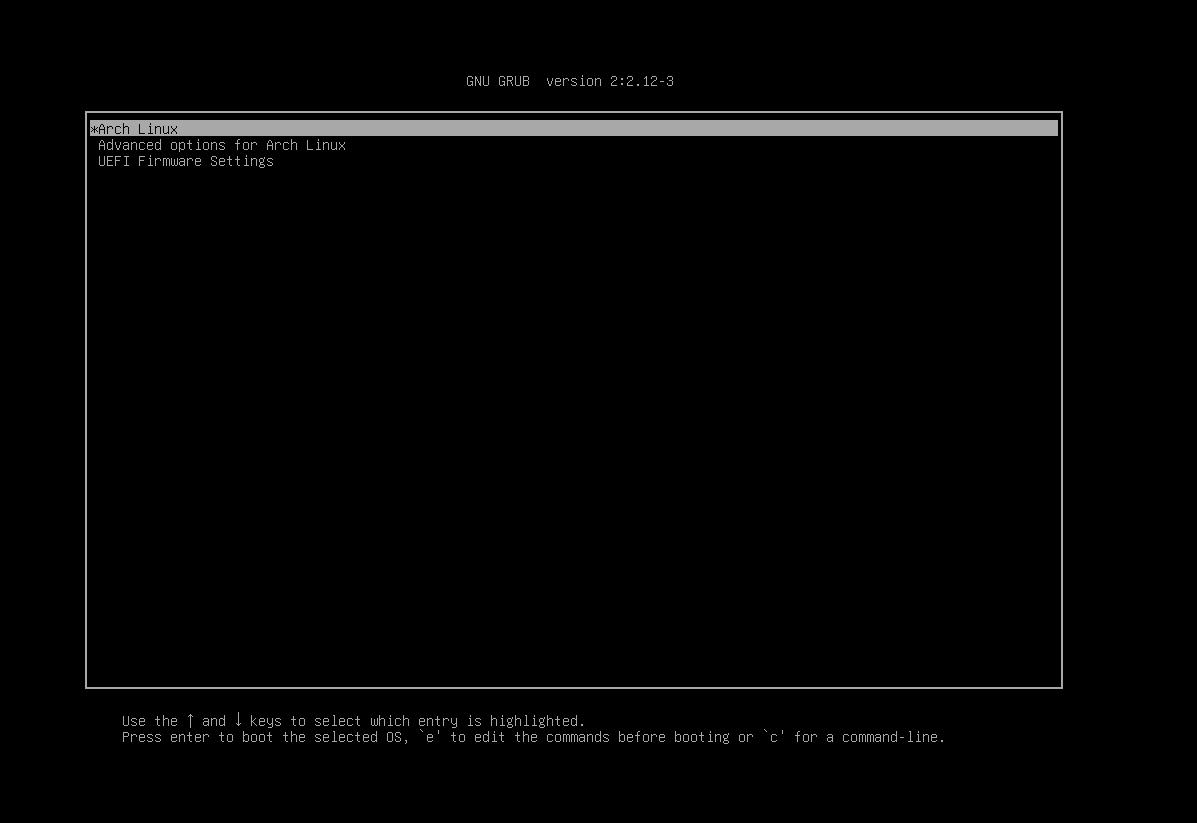 GNU GRUB  version 2:2.12-3
*Arch Linux
Advanced options for Arch Linux
UEFI Firmware Settings
Use the ↑ and ↓ keys to select which entry is highlighted.
Press enter to boot the selected OS, `e' to edit the commands before booting or `c' for a command-line.